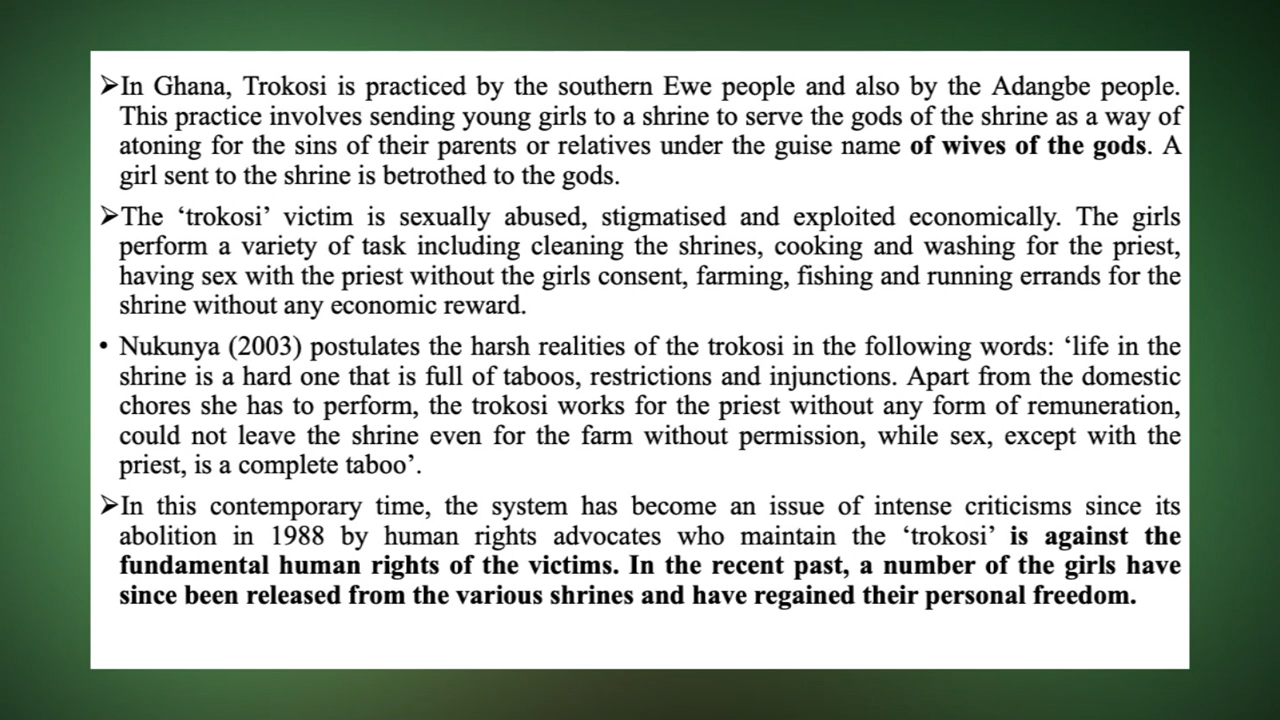 ➢In Ghana, Trokosi is practiced by the southern Ewe people and also by the Adangbe people.
This practice involves sending young girls to a shrine to serve the gods of the shrine as a way of
atoning for the sins of their parents or relatives under the guise name of wives of the gods. A
girl sent to the shrine is betrothed to the gods.
➢The ‘trokosi’ victim is sexually abused, stigmatised and exploited economically. The girls
perform a variety of task including cleaning the shrines, cooking and washing for the priest,
having sex with the priest without the girls consent, farming, fishing and running errands for the
shrine without any economic reward.
• Nukunya (2003) postulates the harsh realities of the trokosi in the following words: ‘life in the
shrine is a hard one that is full of taboos, restrictions and injunctions. Apart from the domestic
chores she has to perform, the trokosi works for the priest without any form of remuneration,
could not leave the shrine even for the farm without permission, while sex, except with the
priest, is a complete taboo’.
➢In this contemporary time, the system has become an issue of intense criticisms since its
abolition in 1988 by human rights advocates who maintain the ‘trokosi’ is against the
fundamental human rights of the victims. In the recent past, a number of the girls have
since been released from the various shrines and have regained their personal freedom.